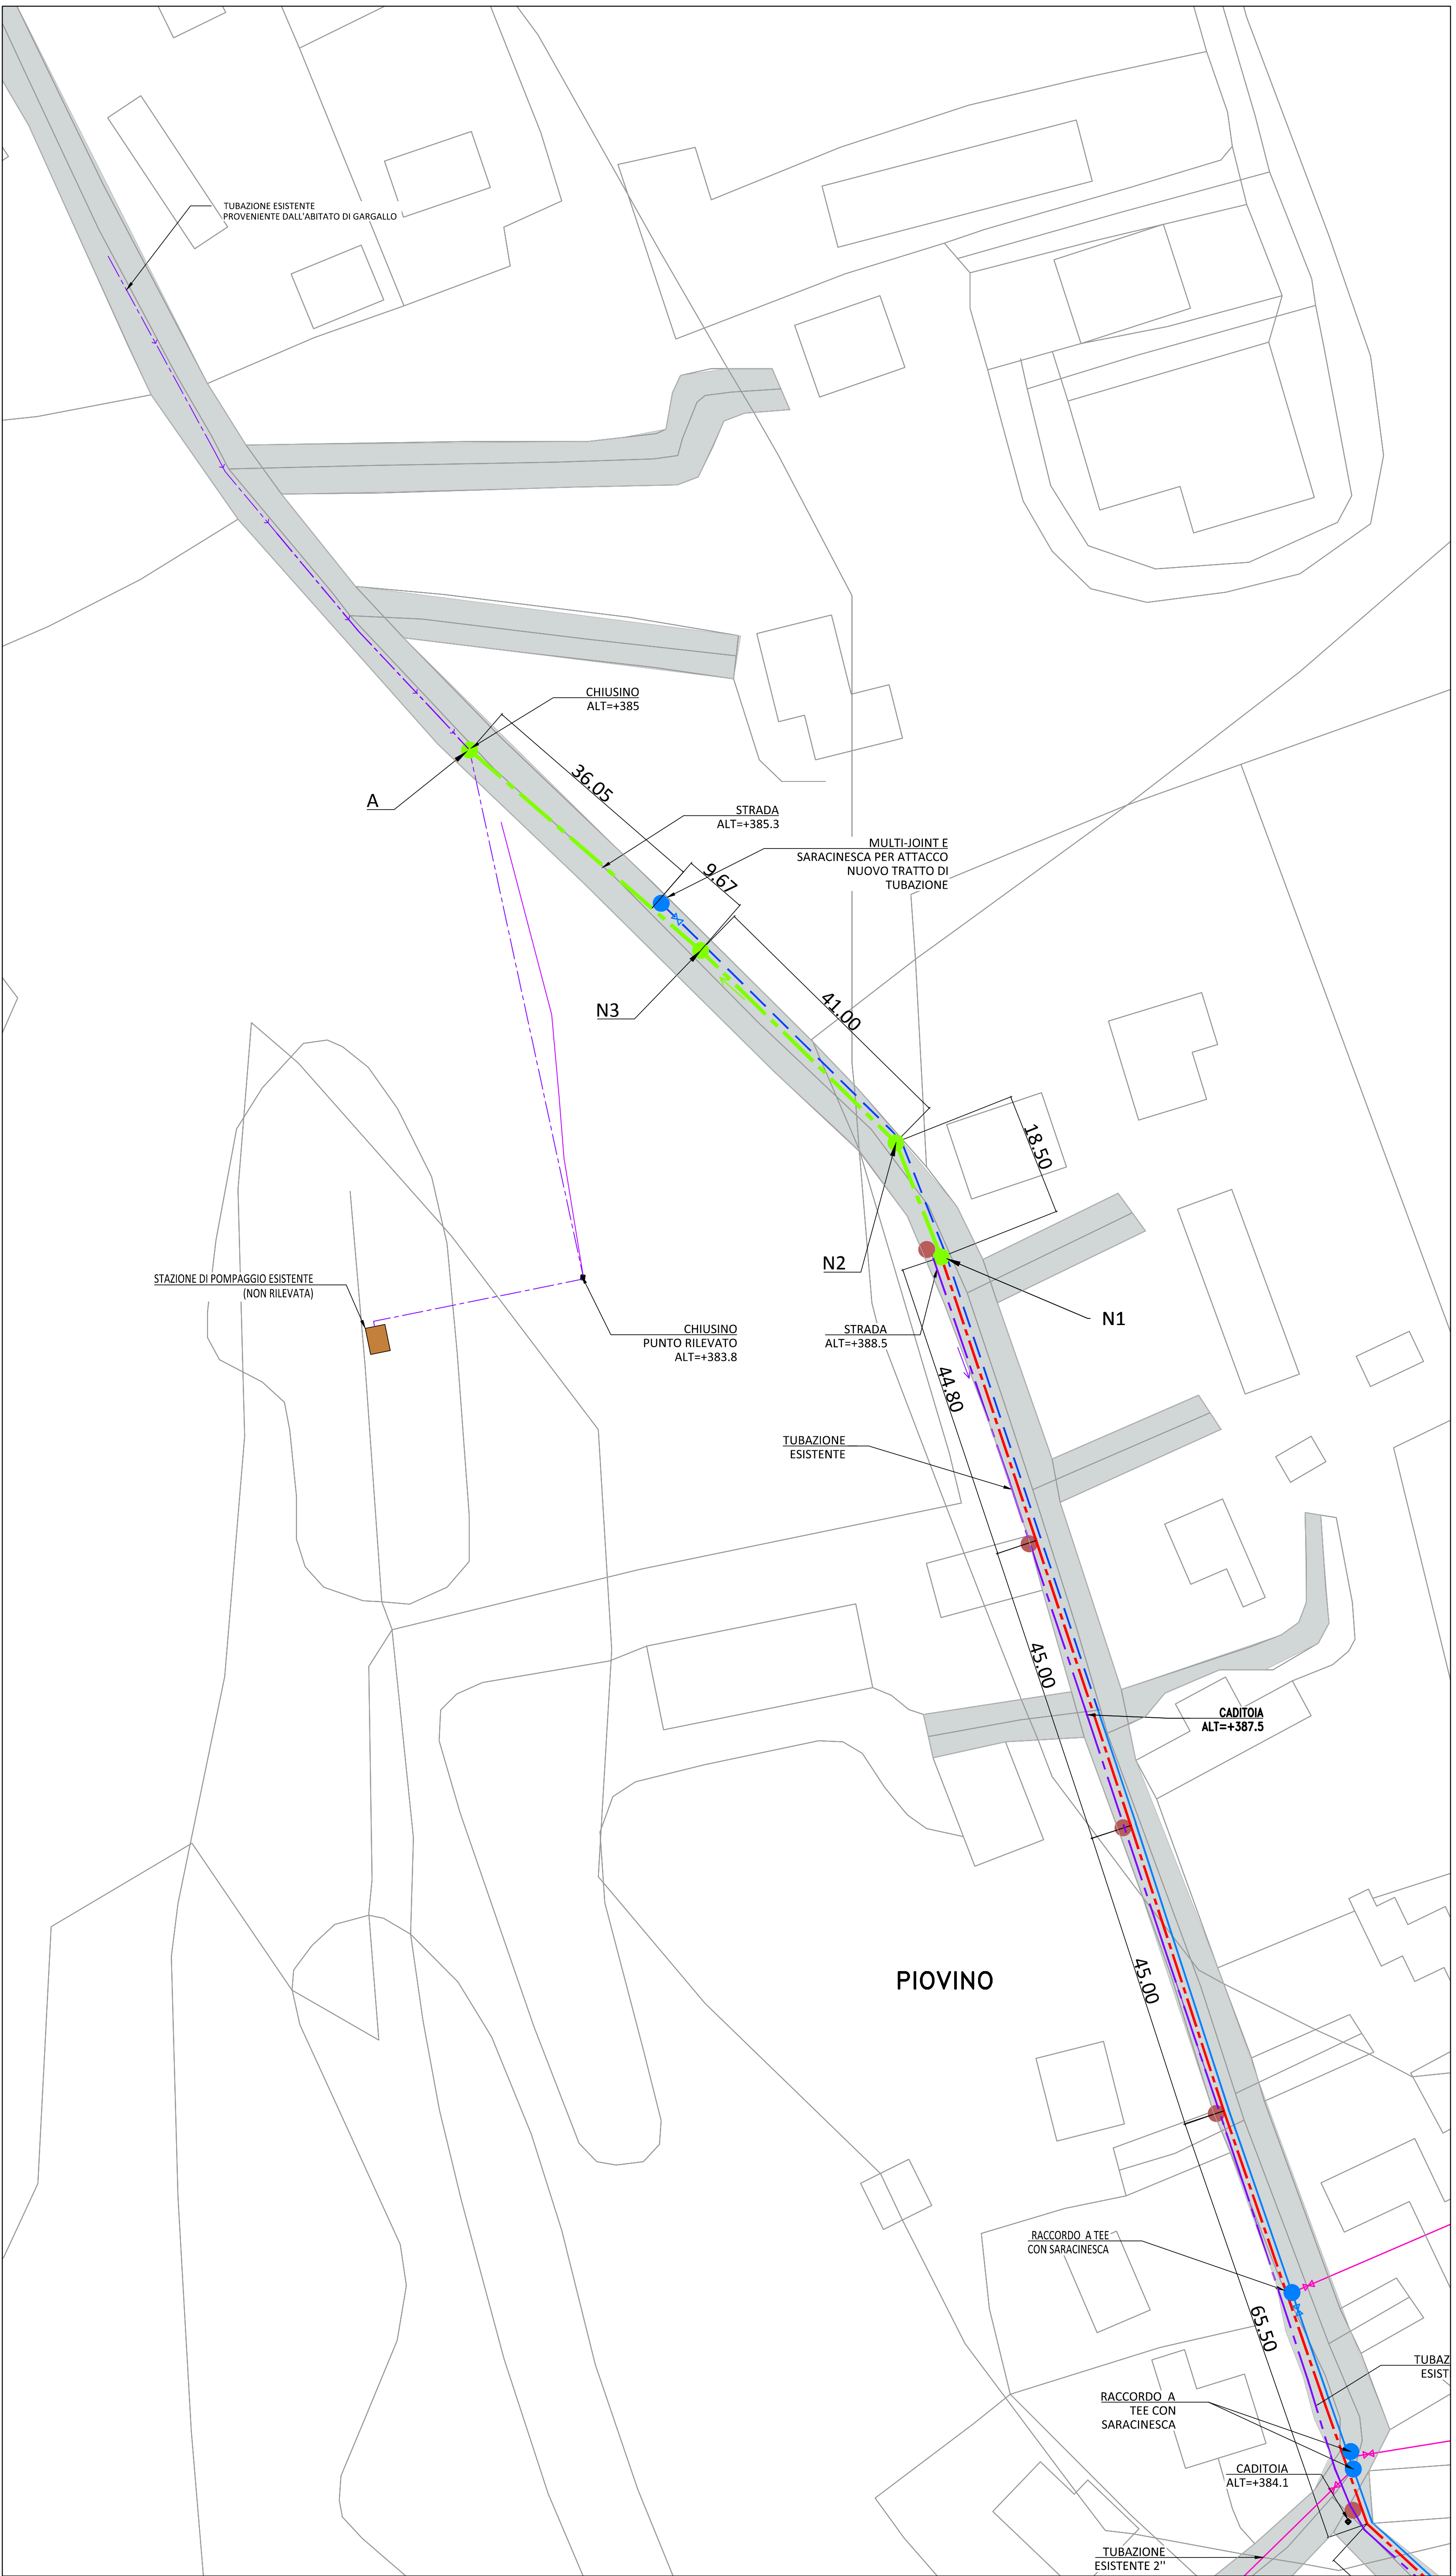 TUBAZIONE ESISTENTE
PROVENIENTE DALL'ABITATO DI GARGALLO
CHIUSINO
ALT=+385
36.05
A
STRADA
ALT=+385.3
MULTI-JOINT E
SARACINESCA PER ATTACCO
NUOVO TRATTO DI
TUBAZIONE
9.67
N3
41.00
18.50
N2
STAZIONE DI POMPAGGIO ESISTENTE
(NON RILEVATA)
CHIUSINO
PUNTO RILEVATO
ALT=+383.8
STRADA
ALT=+388.5
N1
44.80
TUBAZIONE
ESISTENTE
45.00
CADITOIA
ALT=+387.5
PIOVINO
45.00
RACCORDO A TEE
CON SARACINESCA
65.50
TUBAZ
ESIST
RACCORDO A
TEE CON
SARACINESCA
CADITOIA
ALT=+384.1
TUBAZIONE
ESISTENTE 2''